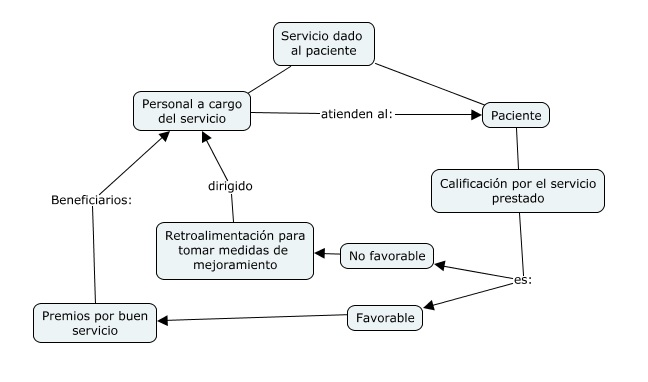 Servicio dado
al paciente
Personal a cargo
del servicio
atienden al:
Paciente
Beneficiarios:
dirigido
Calificación por el servicio
prestado
Retroalimentación para
tomar medidas de
mejoramiento
No favorable
es:
Premios por buen
servicio
Favorable